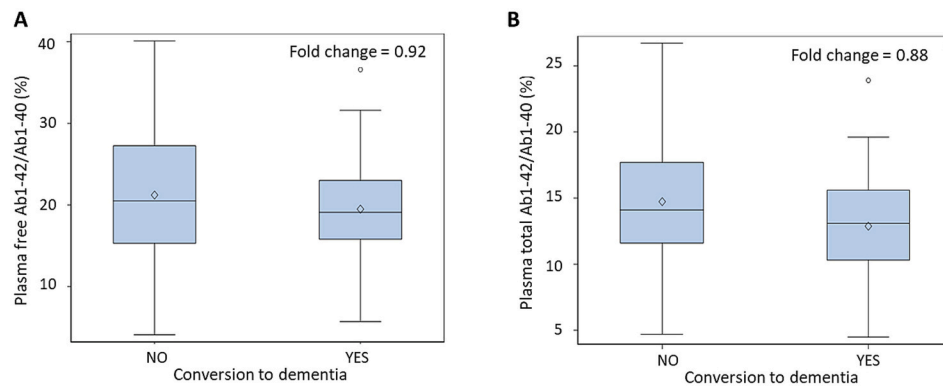 A
Fold change = 0.92
Plasma free Ab1-42/Ab1-40 (%)
40
30
20
10
NO
YES
Conversion to dementia
B
Fold change = 0.88
Plasma total Ab1-42/Ab1-40 (%)
25
20
15
10
5
NO
YES
Conversion to dementia